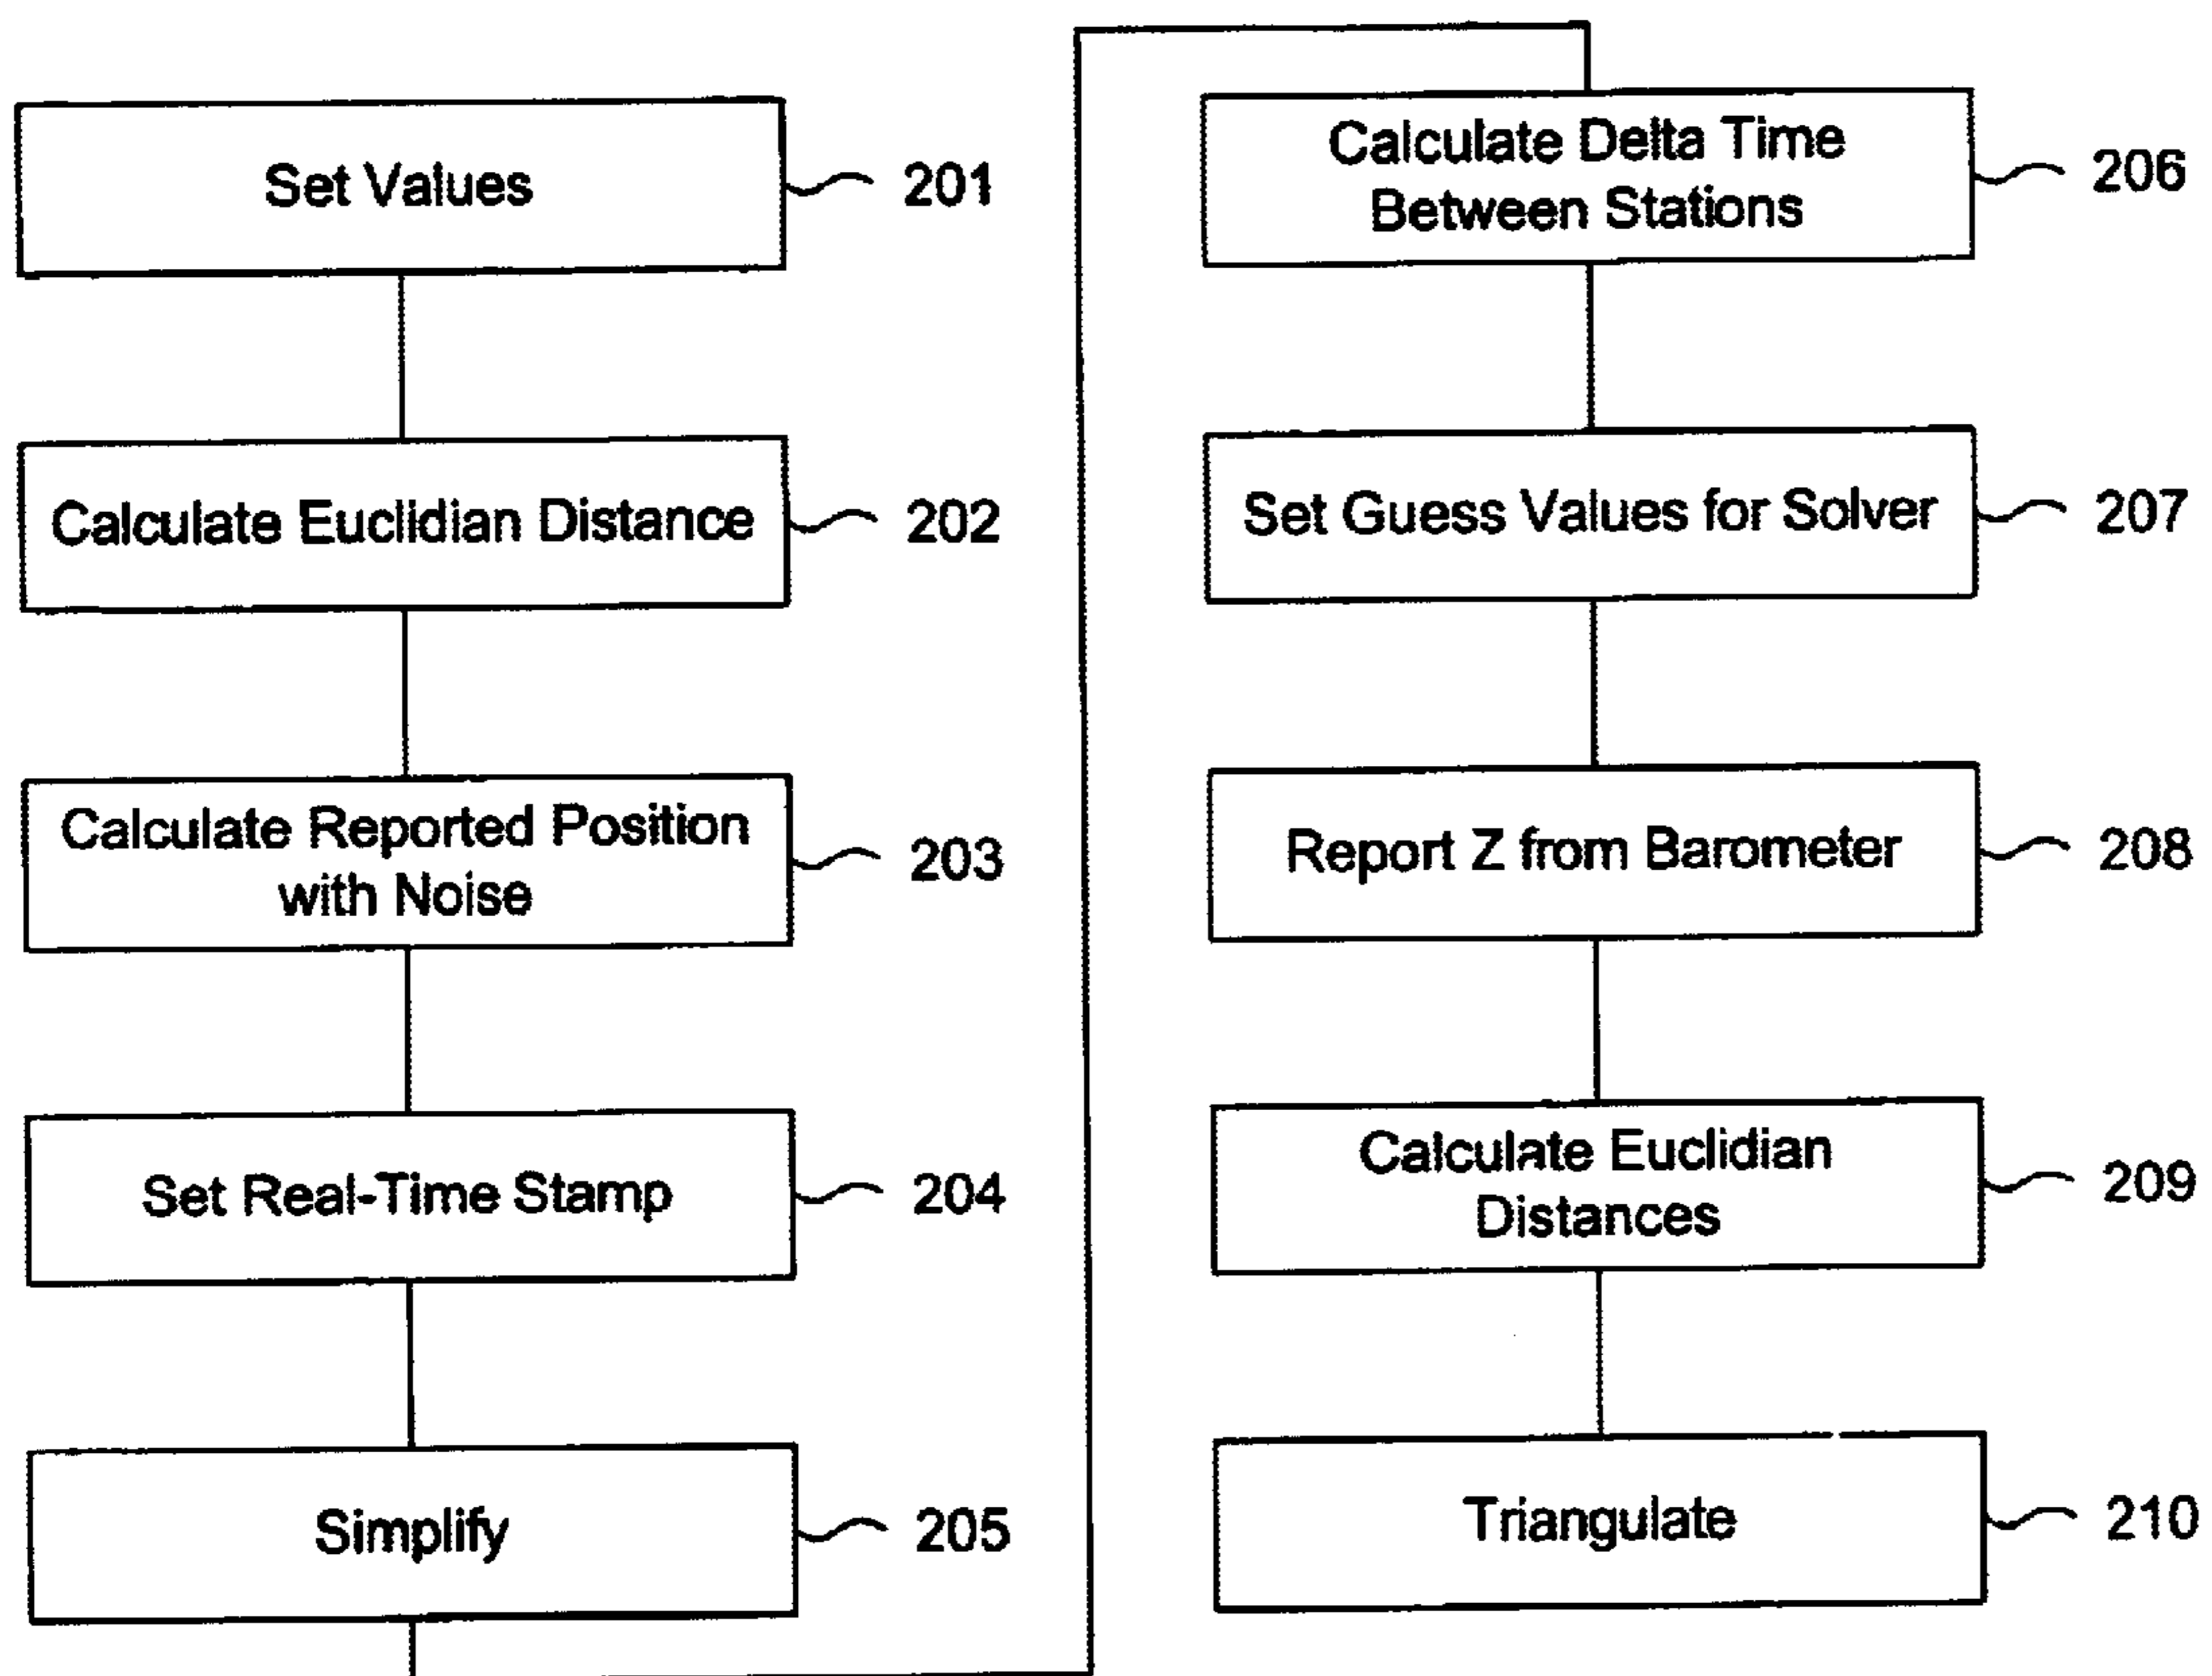 Set Values
201
Calculate Euclidian Distance
202
Calculate Reported Position
with Noise
203
Set Real-Time Stamp
204
Simplify
205
Calculate Delta Time
Between Stations
206
Set Guess Values for Solver
207
Report Z from Barometer
208
Calculate Euclidian
Distances
209
Triangulate
210